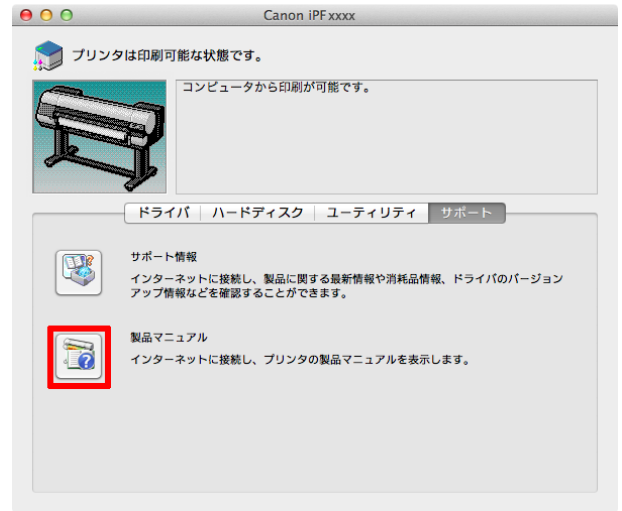 Canon iPFxxxx
プリンタは印刷可能な状態です。
コンピュータから印刷が可能です。
ドライバ ハードディスク ユーティリティ サポート
サポート情報
インターネットに接続し、製品に関する最新情報や消耗品情報、ドライバのバージョン
アップ情報などを確認することができます。
製品マニュアル
インターネットに接続し、プリンタの製品マニュアルを表示します。